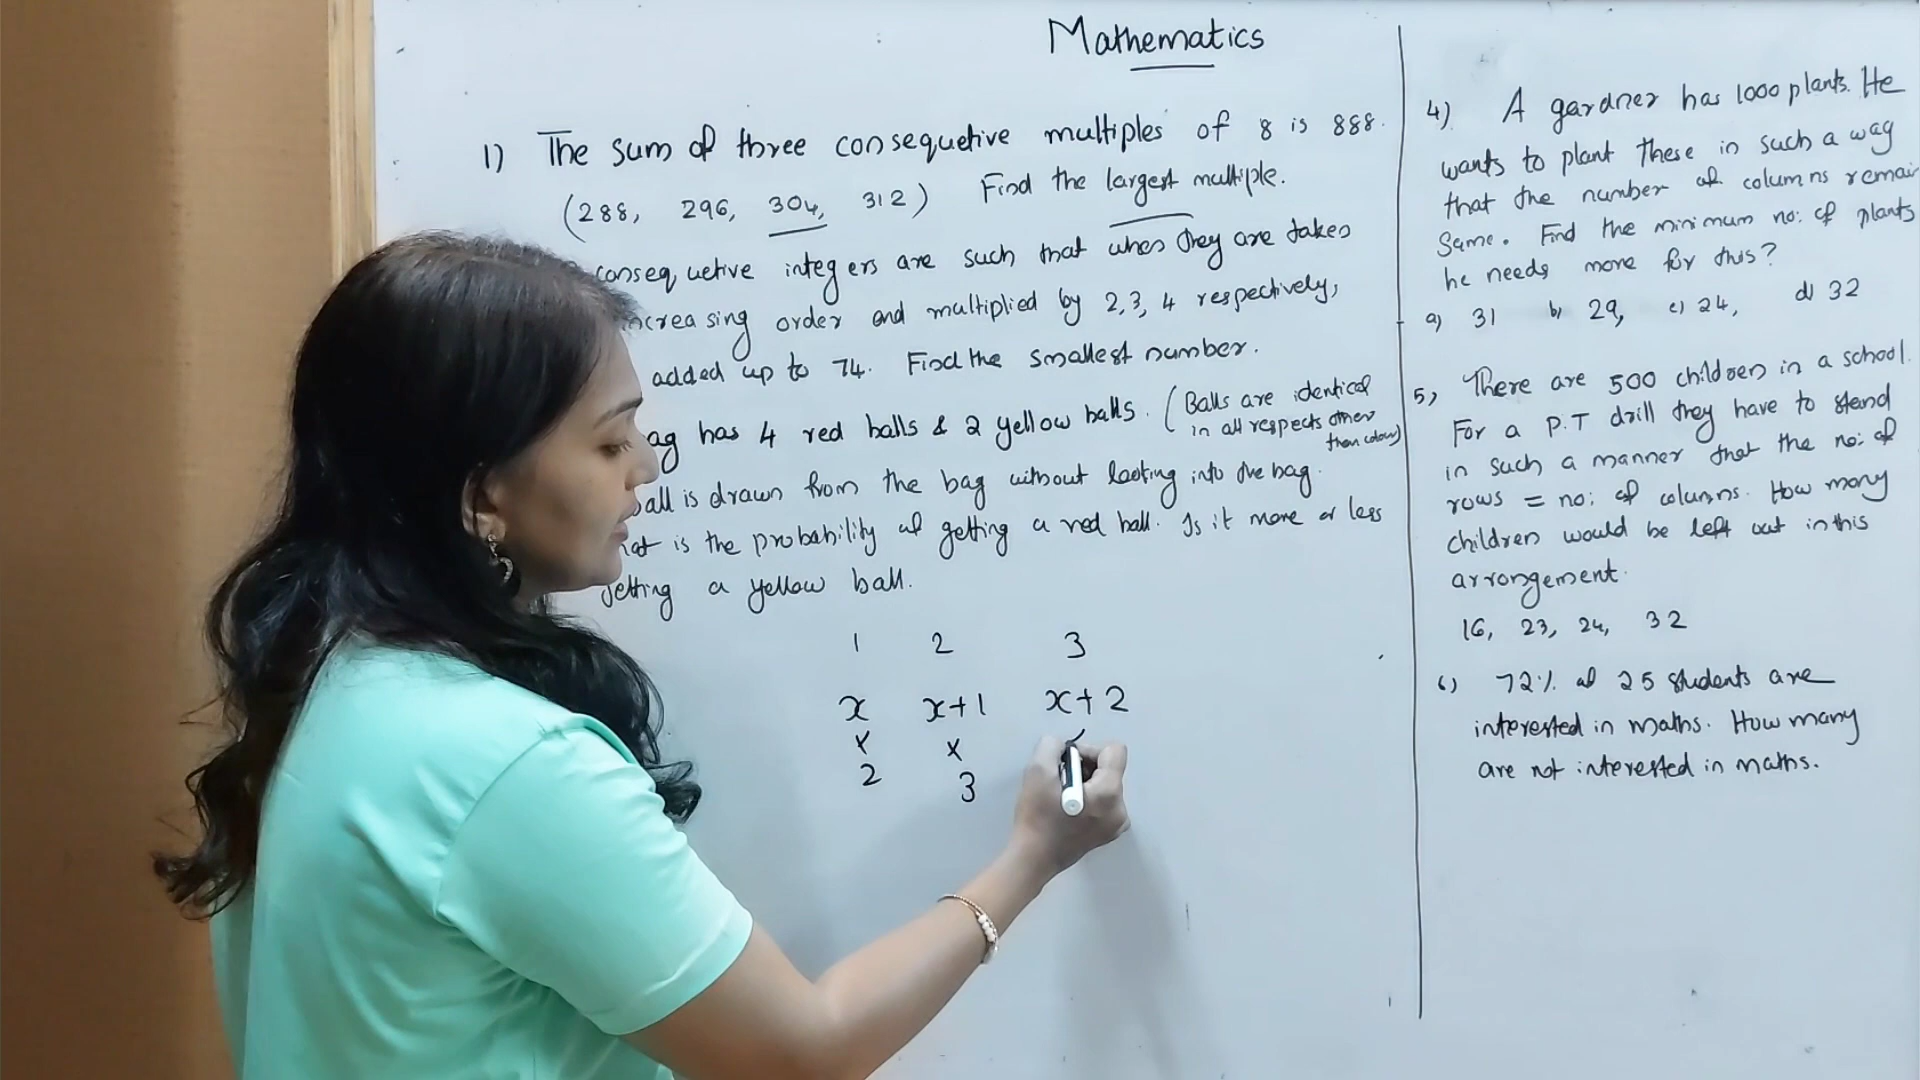 Mathematics
1) The sum of three consequetive multiples of 8 is 888.
(288, 296, 304, 312) Find the largest multiple.
consequetive integers are such that when they are taken
increasing order and multiplied by 2, 3, 4 respectively,
added up to 74. Find the smallest number.
ag has 4 red balls & 2 yellow balls. (Balls are identical
in all respects other
than colour)
all is drawn from the bag without looking into the bag.
hat is the probability of getting a red ball. Is it more or less
getting a yellow ball.
1 2 3
x x+1 x+2
x x
2 3
4) A gardner has 1000 plants. He
wants to plant these in such a way
that the number of columns remain
Same. Find the minimum no: of plants
he needs more for this?
a) 31 b) 29, c) 24, d) 32
5) There are 500 children in a school.
For a P.T drill they have to stand
in such a manner that the no: of
rows = no: of columns. How many
children would be left out in this
arrangement.
16, 23, 24, 32
6) 72% of 25 students are
interested in maths. How many
are not interested in maths.